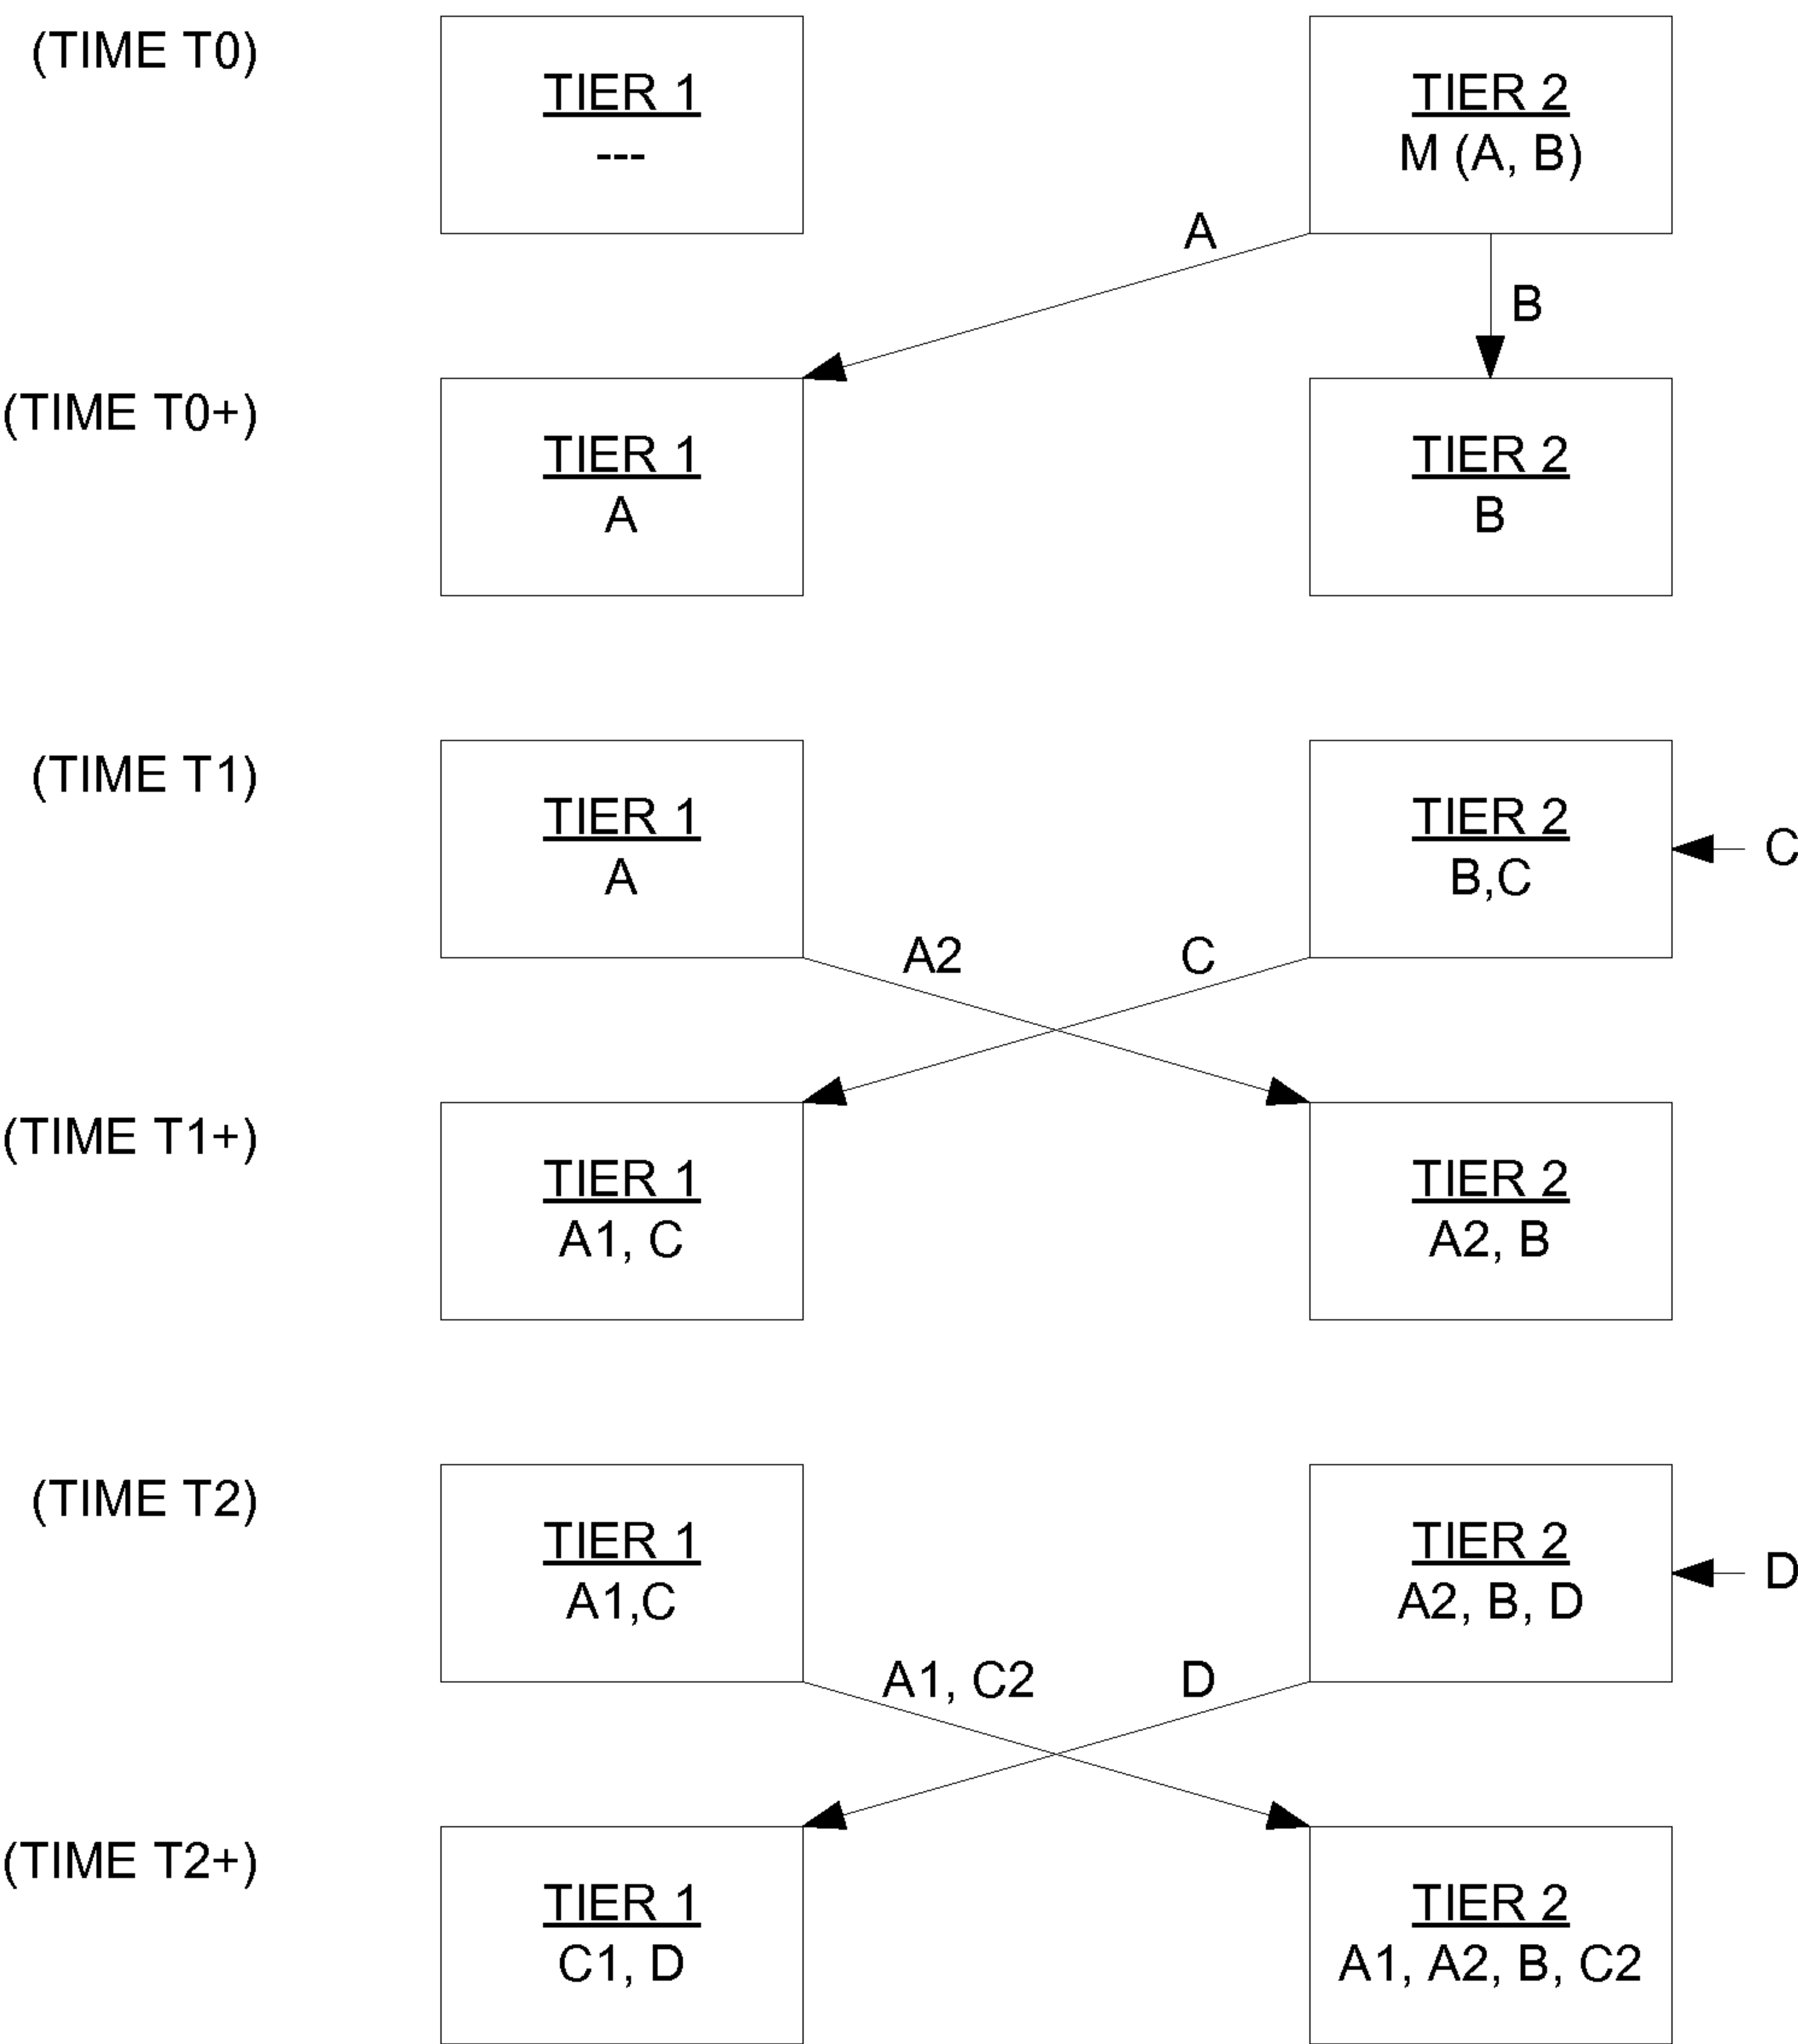 (TIME T0)
TIER 1
---
TIER 2
M (A, B)
A
B
(TIME T0+)
TIER 1
A
TIER 2
B
(TIME T1)
TIER 1
A
TIER 2
B,C
C
A2
C
(TIME T1+)
TIER 1
A1, C
TIER 2
A2, B
(TIME T2)
TIER 1
A1,C
TIER 2
A2, B, D
D
A1, C2
D
(TIME T2+)
TIER 1
C1, D
TIER 2
A1, A2, B, C2